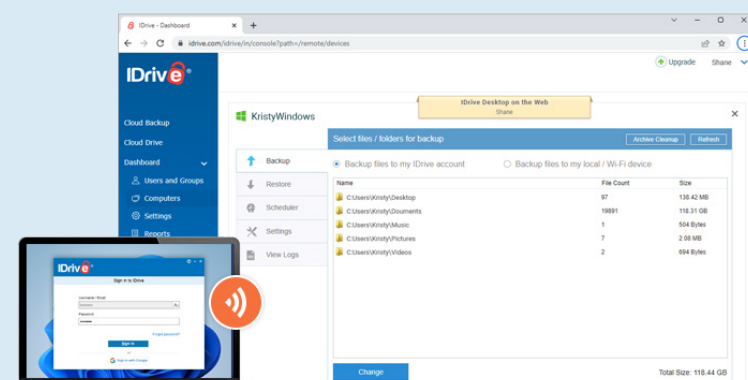 IDrive - Dashboard
idrive.com/idrive/in/console?path=/remote/devices
IDrive®
Upgrade Shane
IDrive Desktop on the Web
Shane
Cloud Backup
Cloud Drive
Dashboard
Users and Groups
Computers
Settings
Reports
KristyWindows
Backup
Restore
Scheduler
Settings
View Logs
Select files / folders for backup
Archive Cleanup Refresh
Backup files to my IDrive account Backup files to my local / Wi-Fi device
Name File Count Size
C:\Users\Kristy\Desktop 97 138.42 MB
C:\Users\Kristy\Douments 19891 118.31 GB
C:\Users\Kristy\Music 1 504 Bytes
C:\Users\Kristy\Pictures 7 2.08 MB
C:\Users\Kristy\Videos 2 694 Bytes
Change Total Size: 118.44 GB
IDrive®
Sign in to IDrive
Username / Email
Password
Forgot password?
Sign in
or
Sign in with Google